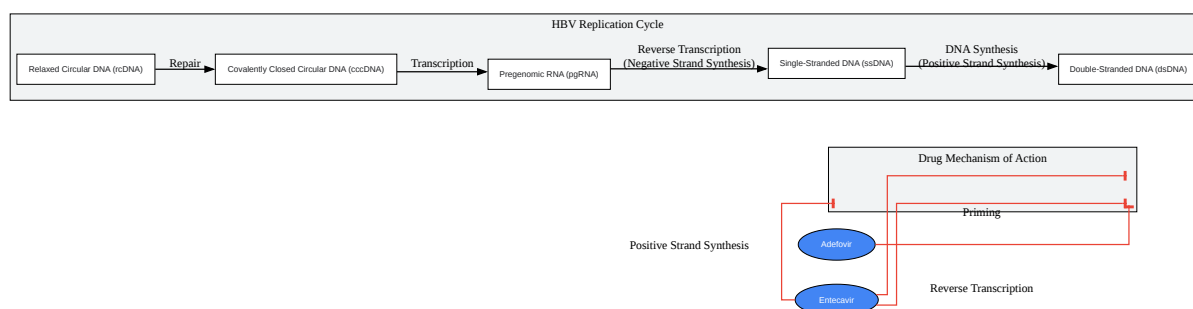 HBV Replication Cycle
Relaxed Circular DNA (rcDNA)
Repair
Covalently Closed Circular DNA (cccDNA)
Transcription
Pregenomic RNA (pgRNA)
Reverse Transcription
(Negative Strand Synthesis)
Single-Stranded DNA (ssDNA)
DNA Synthesis
(Positive Strand Synthesis)
Double-Stranded DNA (dsDNA)
Drug Mechanism of Action
Priming
Positive Strand Synthesis
Adefovir
Reverse Transcription
Entecavir